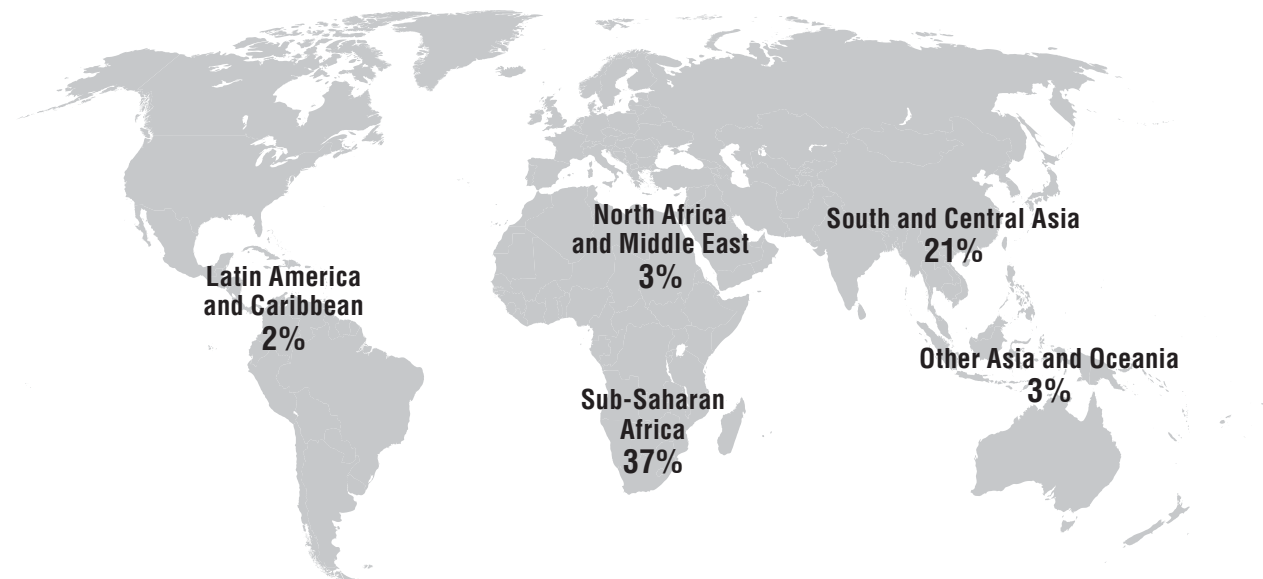 North Africa
and Middle East
3%
South and Central Asia
21%
Latin America
and Caribbean
2%
Other Asia and Oceania
3%
Sub-Saharan
Africa
37%